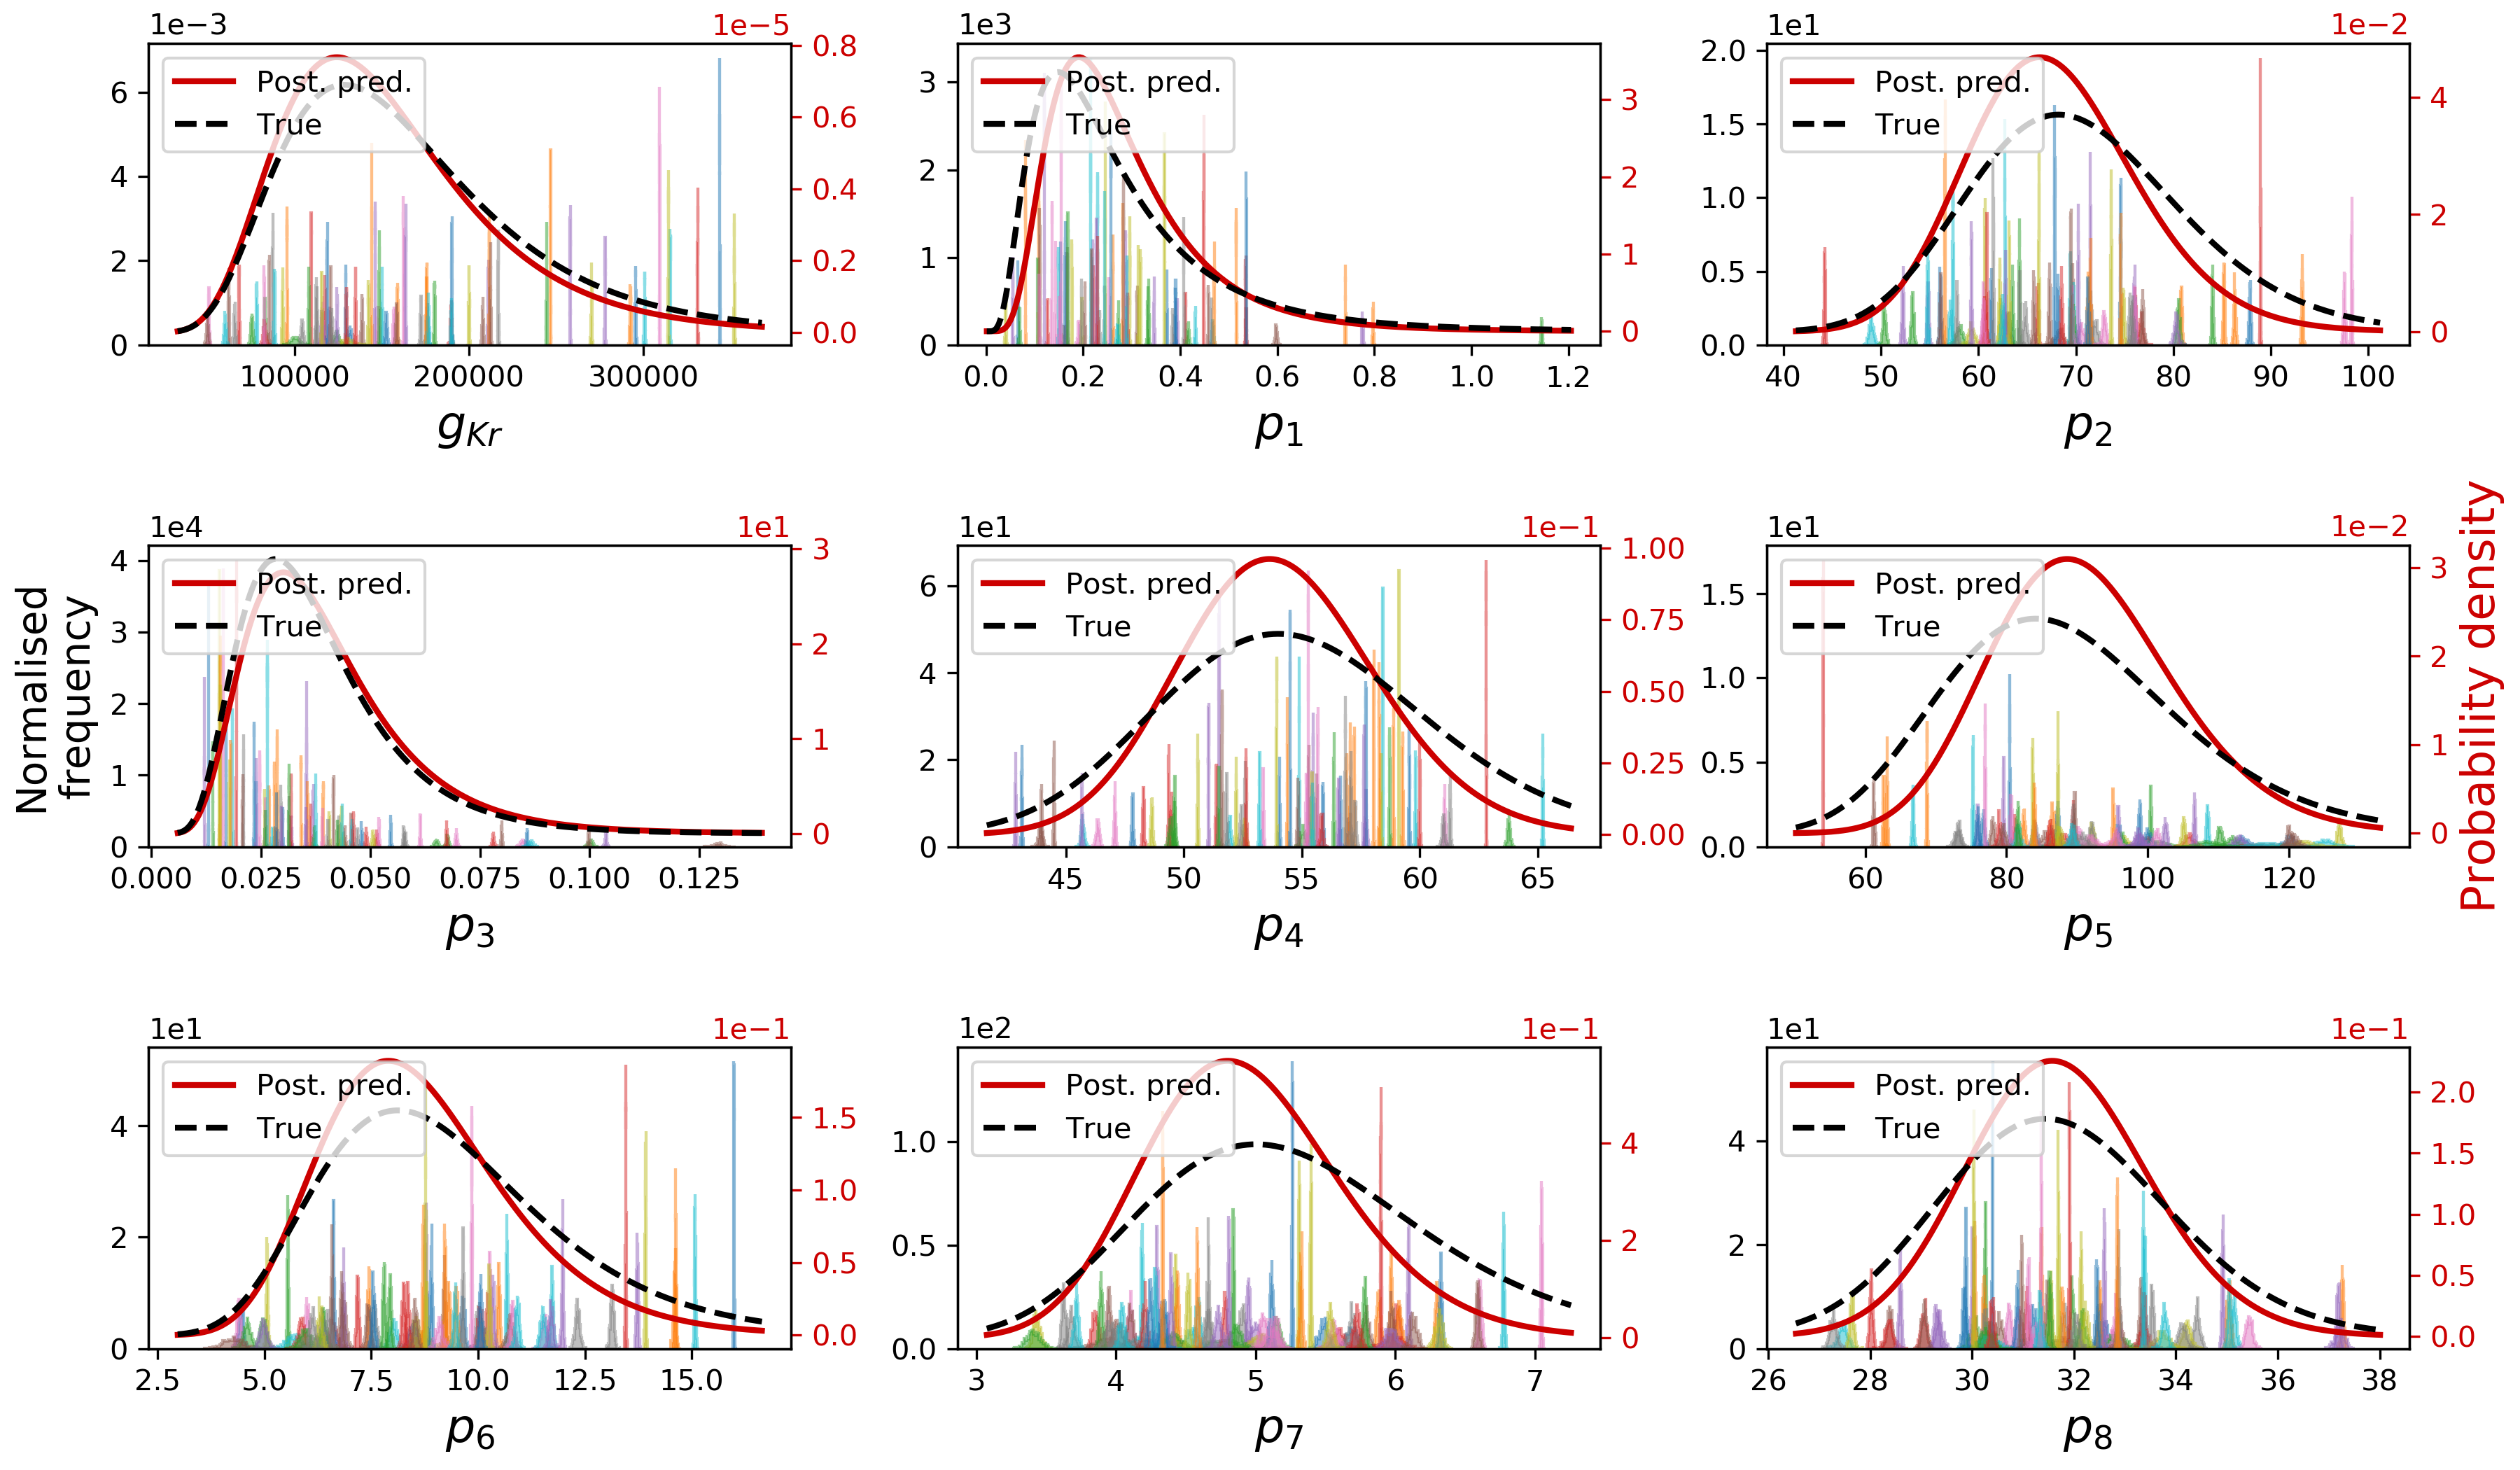 1e−3 1e−5 1e3 1e1 1e−2
Post. pred. Post. pred. Post. pred.
True True True
6 4 2 0
0.8 0.6 0.4 0.2 0.0
3 2 1 0
3 2 1 0
2.0 1.5 1.0 0.5 0.0
4 2 0
100000 200000 300000
0.0 0.2 0.4 0.6 0.8 1.0 1.2
40 50 60 70 80 90 100
g_Kr p_1 p_2
Normalised
frequency
Probability density
1e4 1e1 1e1 1e−1 1e1 1e−2
Post. pred. Post. pred. Post. pred.
True True True
4 3 2 1 0
3 2 1 0
6 4 2 0
1.00 0.75 0.50 0.25 0.00
1.5 1.0 0.5 0.0
3 2 1 0
0.000 0.025 0.050 0.075 0.100 0.125
45 50 55 60 65
60 80 100 120
p_3 p_4 p_5
1e1 1e−1 1e2 1e−1 1e1 1e−1
Post. pred. Post. pred. Post. pred.
True True True
4 2 0
1.5 1.0 0.5 0.0
1.0 0.5 0.0
4 2 0
4 2 0
2.0 1.5 1.0 0.5 0.0
2.5 5.0 7.5 10.0 12.5 15.0
3 4 5 6 7
26 28 30 32 34 36 38
p_6 p_7 p_8